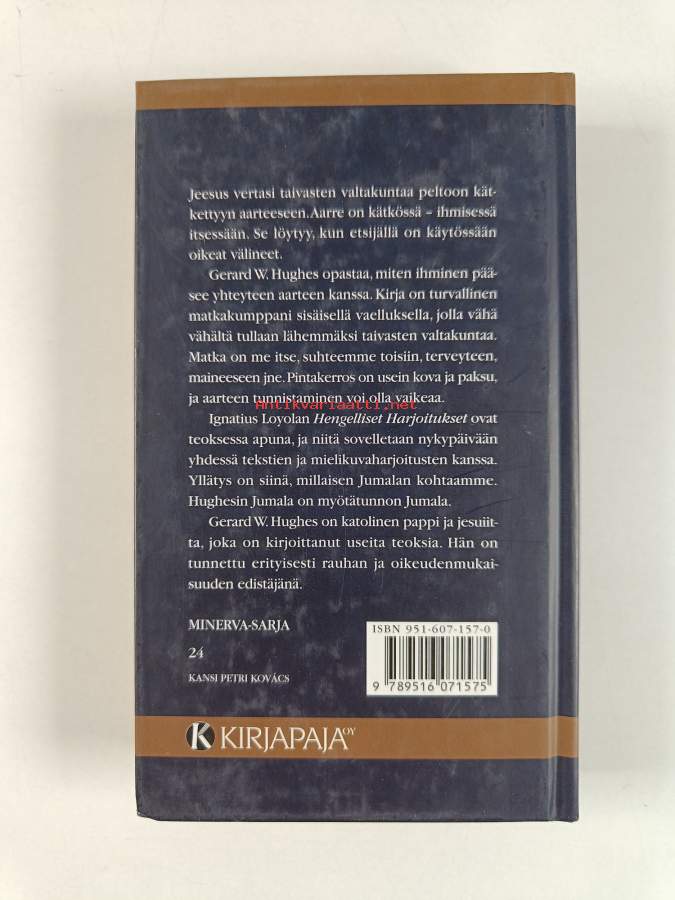 Jeesus vertasi taivasten valtakuntaa peltoon kät-
kettyyn aarteeseen. Aarre on kätkössä – ihmisessä
itsessään. Se löytyy, kun etsijällä on käytössään
oikeat välineet.
Gerard W. Hughes opastaa, miten ihminen pää-
see yhteyteen aarteen kanssa. Kirja on turvallinen
matkakumppani sisäisellä vaelluksella, jolla vähä
vähältä tullaan lähemmäksi taivasten valtakuntaa.
Matka on me itse, suhteemme toisiin, terveyteen,
maineeseen jne. Pintakerros on usein kova ja paksu,
ja aarteen tunnistaminen voi olla vaikeaa.
Antikvariaatti.net
Ignatius Loyolan Hengelliset Harjoitukset ovat
teoksessa apuna, ja niitä sovelletaan nykypäivään
yhdessä tekstien ja mielikuvaharjoitusten kanssa.
Yllätys on siinä, millaisen Jumalan kohtaamme.
Hughesin Jumala on myötätunnon Jumala.
Gerard W. Hughes on katolinen pappi ja jesuiit-
ta, joka on kirjoittanut useita teoksia. Hän on
tunnettu erityisesti rauhan ja oikeudenmukai-
suuden edistäjänä.
MINERVA-SARJA
24
KANSI PETRI KOVÁCS
ISBN 951-607-157-0
9 789516 071575
K KIRJAPAJA OY